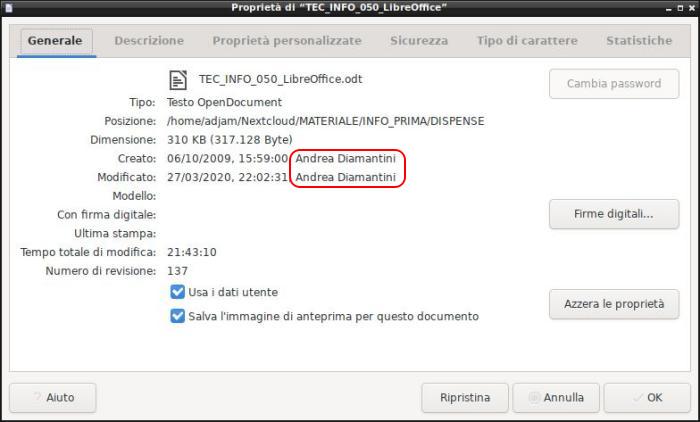 Proprietà di “TEC_INFO_050_LibreOffice”
Generale Descrizione Proprietà personalizzate Sicurezza Tipo di carattere Statistiche
TEC_INFO_050_LibreOffice.odt Cambia password
Tipo: Testo OpenDocument
Posizione: /home/adjam/Nextcloud/MATERIALE/INFO_PRIMA/DISPENSE
Dimensione: 310 KB (317.128 Byte)
Creato: 06/10/2009, 15:59:00, Andrea Diamantini
Modificato: 27/03/2020, 22:02:31, Andrea Diamantini
Modello:
Con firma digitale: Firme digitali...
Ultima stampa:
Tempo totale di modifica: 21:43:10
Numero di revisione: 137
Usa i dati utente
Azzera le proprietà
Salva l'immagine di anteprima per questo documento
? Aiuto Ripristina Annulla OK